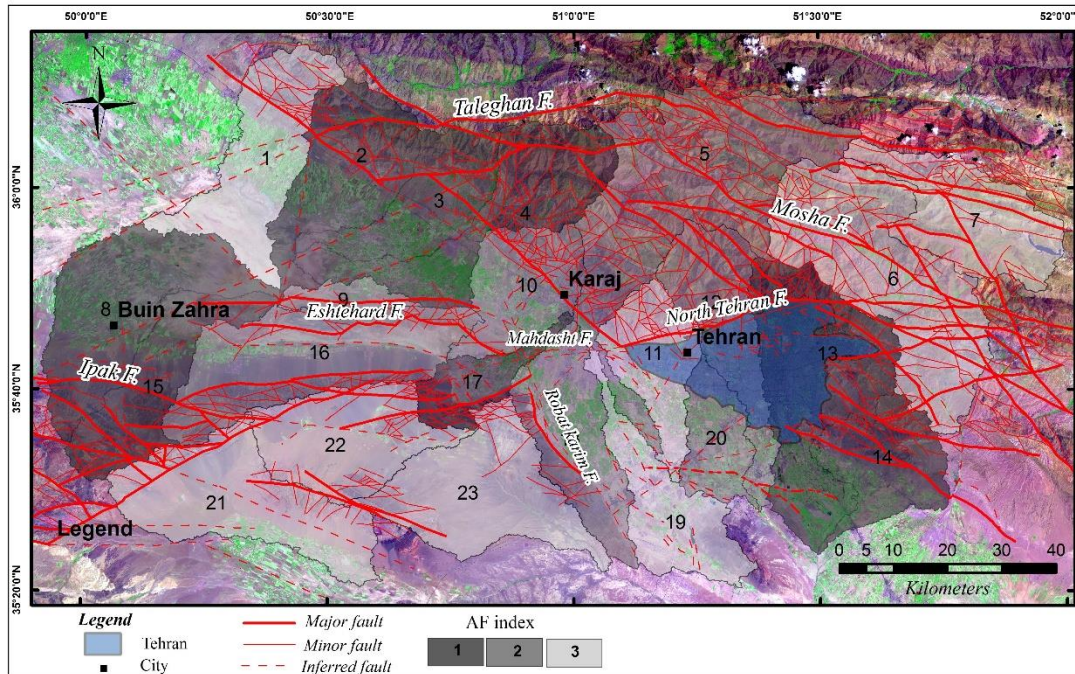 50°0'0"E 50°30'0"E 51°0'0"E 51°30'0"E 52°0'0"E
N
Taleghan F.
1
2
5
36°0'0"N
3
4
Mosha F.
7
6
10
Karaj
9
8 Buin Zahra
Eshtehard F.
North Tehran F.
Mahdasht F.
Tehran
16
11
13
Ipak F.
15
17
35°40'0"N
Robat karim F.
20
22
14
21
23
19
Legend
0 5 10 20 30 40
Kilometers
35°20'0"N
Legend
Tehran
City
Major fault
Minor fault
Inferred fault
AF index
1 2 3